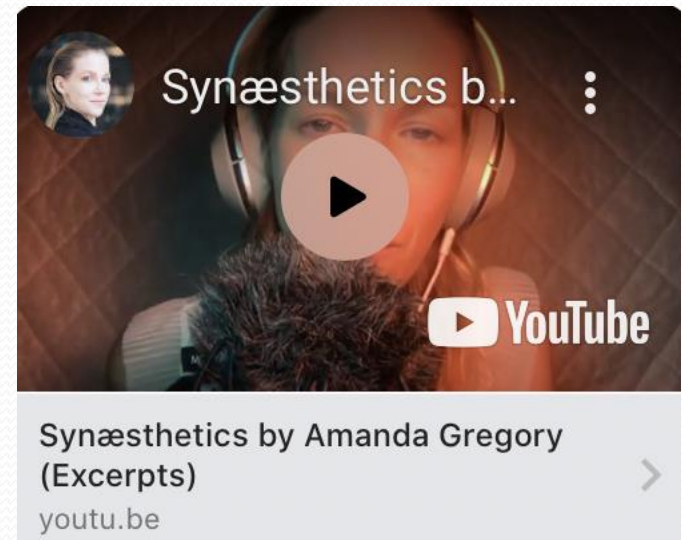 Synæsthetics b...
YouTube
Synæsthetics by Amanda Gregory
(Excerpts)
youtu.be